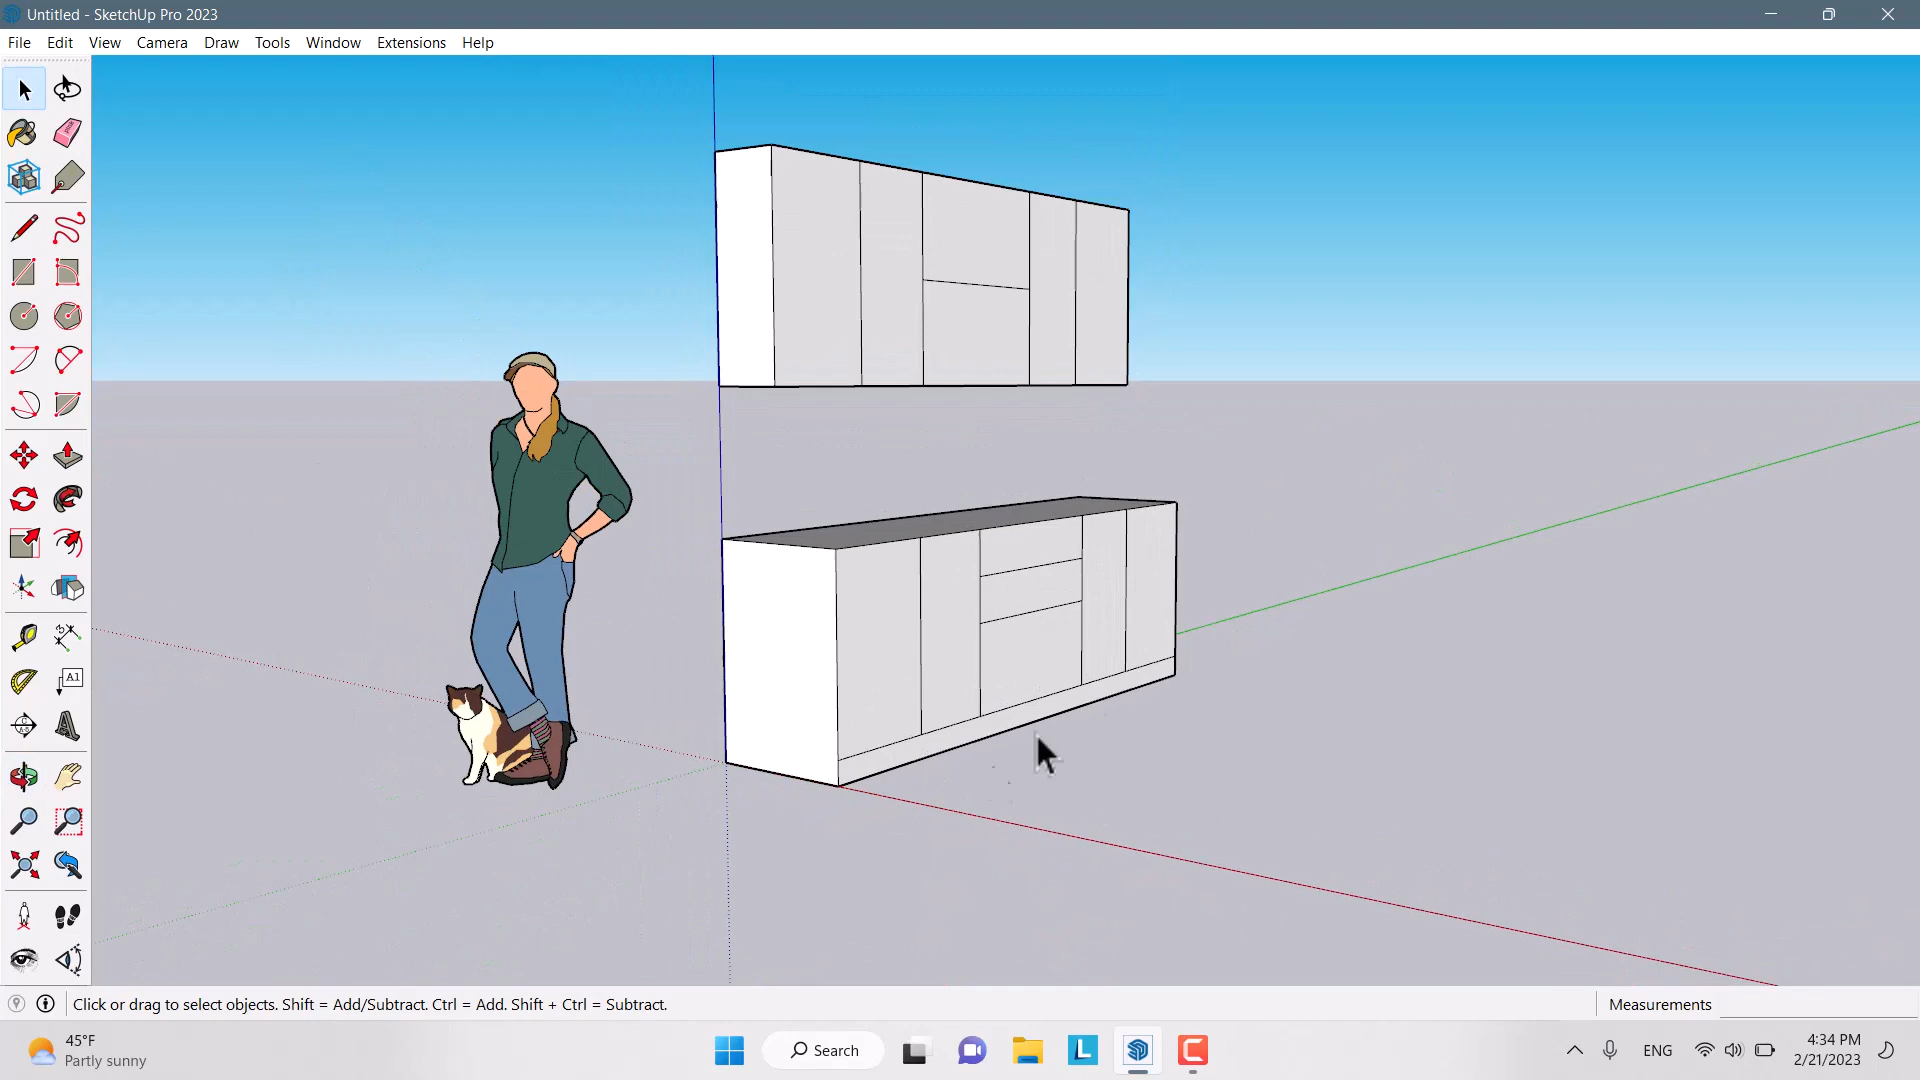 Untitled - SketchUp Pro 2023
File Edit View Camera Draw Tools Window Extensions Help
A1
Click or drag to select objects. Shift = Add/Subtract. Ctrl = Add. Shift + Ctrl = Subtract.
Measurements
45°F
Partly sunny
Search
ENG
4:34 PM
2/21/2023